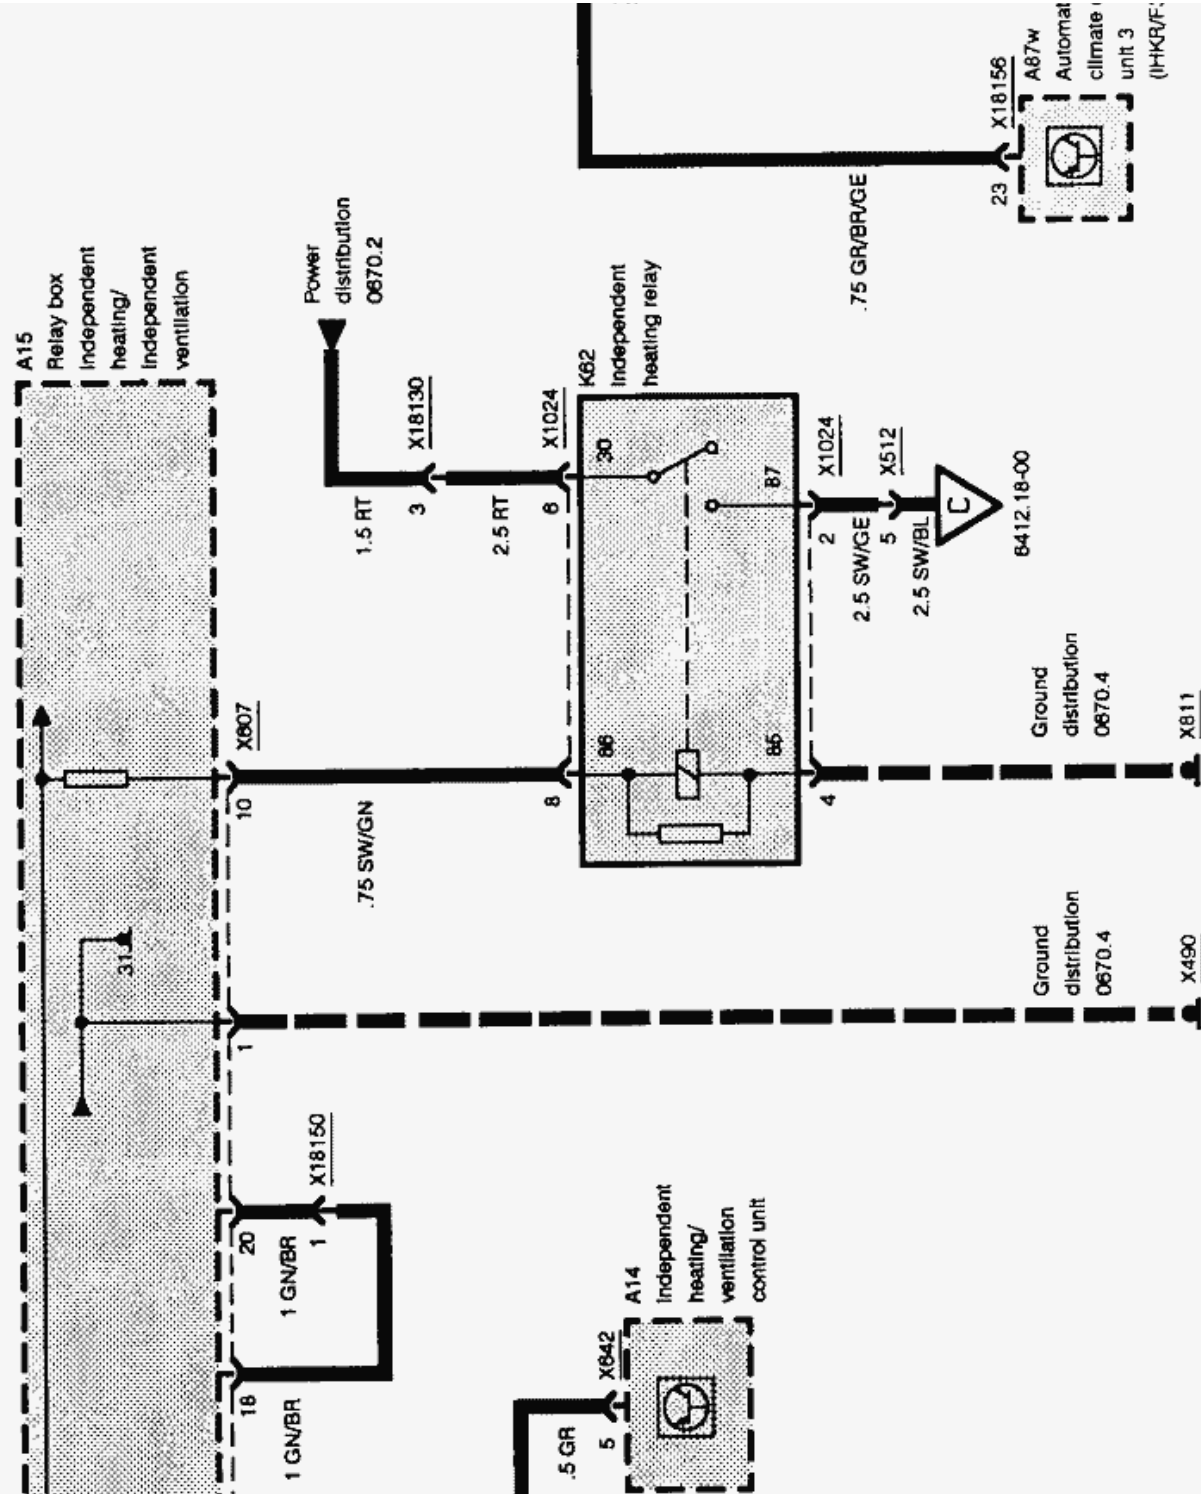 A15
Relay box
Independent
heating/
Independent
ventilation
Power
distribution
0670.2
1.5 RT
3
X18130
2.5 RT
6
X1024
K62
Independent
heating relay
30
87
86
85
2
X1024
2.5 SW/GE
5
X512
2.5 SW/BL
C
6412.18-00
.75 GR/BR/GE
23
X18156
A87w
unit 3
10
X807
.75 SW/GN
8
4
Ground
distribution
0670.4
X811
31
1
Ground
distribution
0670.4
X490
20
1 GN/BR
1
X18150
18
1 GN/BR
.5 GR
5
X642
A14
Independent
heating/
ventilation
control unit